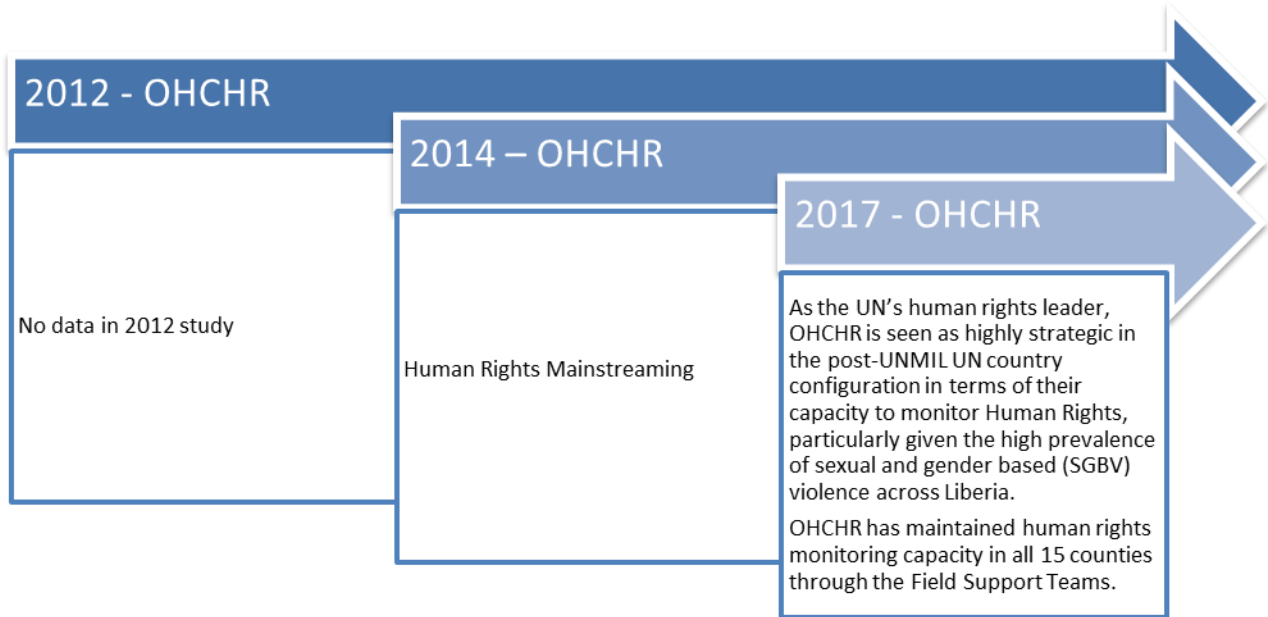 2012 - OHCHR
No data in 2012 study
2014 – OHCHR
Human Rights Mainstreaming
2017 - OHCHR
As the UN's human rights leader,
OHCHR is seen as highly strategic in
the post-UNMIL UN country
configuration in terms of their
capacity to monitor Human Rights,
particularly given the high prevalence
of sexual and gender based (SGBV)
violence across Liberia.
OHCHR has maintained human rights
monitoring capacity in all 15 counties
through the Field Support Teams.